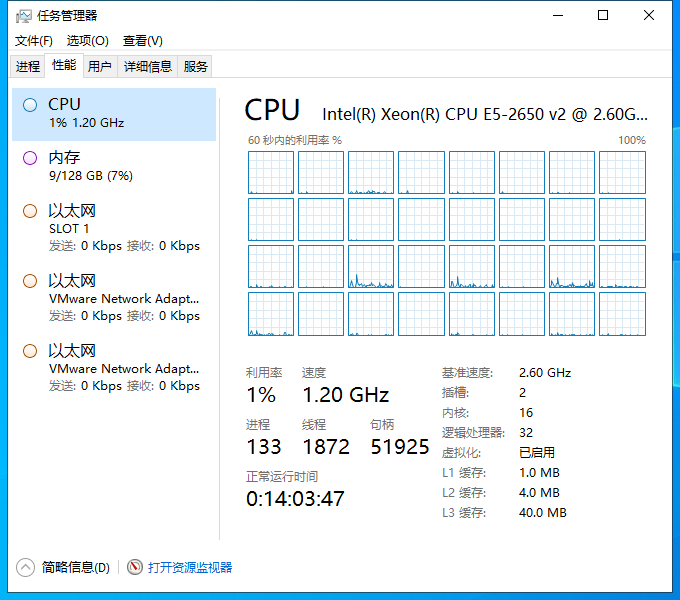 任务管理器
文件(F) 选项(O) 查看(V)
进程 性能 用户 详细信息 服务
CPU
1% 1.20 GHz
内存
9/128 GB (7%)
以太网
SLOT 1
发送: 0 Kbps 接收: 0 Kbps
以太网
VMware Network Adapt...
发送: 0 Kbps 接收: 0 Kbps
以太网
VMware Network Adapt...
发送: 0 Kbps 接收: 0 Kbps
CPU Intel(R) Xeon(R) CPU E5-2650 v2 @ 2.60G...
60 秒内的利用率 % 100%
利用率 速度
1% 1.20 GHz
进程 线程 句柄
133 1872 51925
正常运行时间
0:14:03:47
基准速度: 2.60 GHz
插槽: 2
内核: 16
逻辑处理器: 32
虚拟化: 已启用
L1 缓存: 1.0 MB
L2 缓存: 4.0 MB
L3 缓存: 40.0 MB
简略信息(D) 打开资源监视器